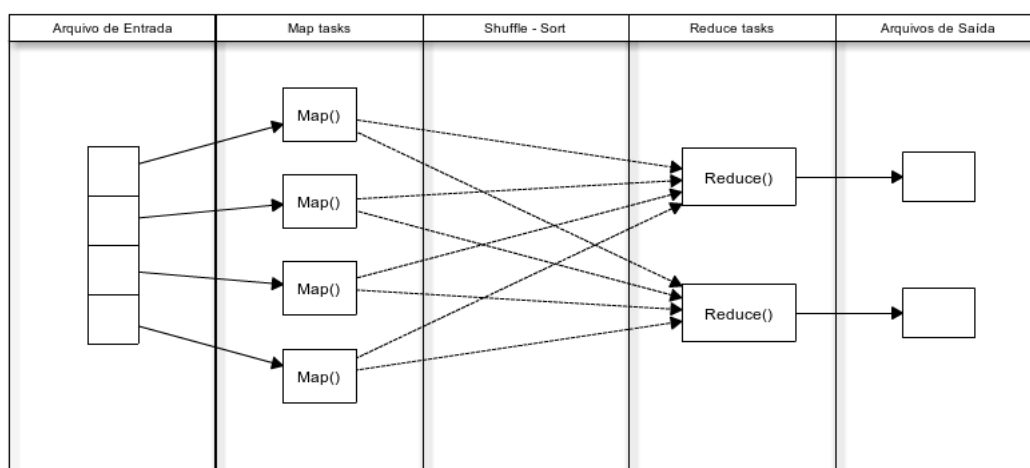 Arquivo de Entrada
Map tasks
Shuffle - Sort
Reduce tasks
Arquivos de Saída
Map()
Map()
Map()
Map()
Reduce()
Reduce()